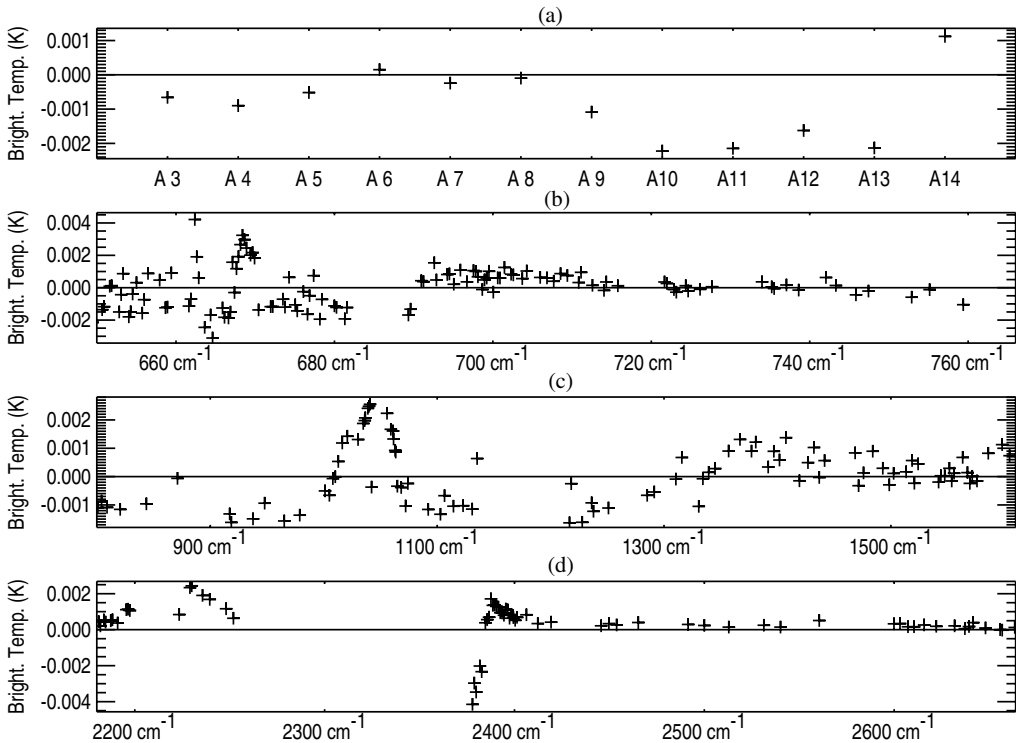 (a)
Bright. Temp. (K)
0.001
0.000
-0.001
-0.002
A 3 A 4 A 5 A 6 A 7 A 8 A 9 A10 A11 A12 A13 A14
(b)
Bright. Temp. (K)
0.004
0.002
0.000
-0.002
660 cm-1 680 cm-1 700 cm-1 720 cm-1 740 cm-1 760 cm-1
(c)
Bright. Temp. (K)
0.002
0.001
0.000
-0.001
900 cm-1 1100 cm-1 1300 cm-1 1500 cm-1
(d)
Bright. Temp. (K)
0.002
0.000
-0.002
-0.004
2200 cm-1 2300 cm-1 2400 cm-1 2500 cm-1 2600 cm-1